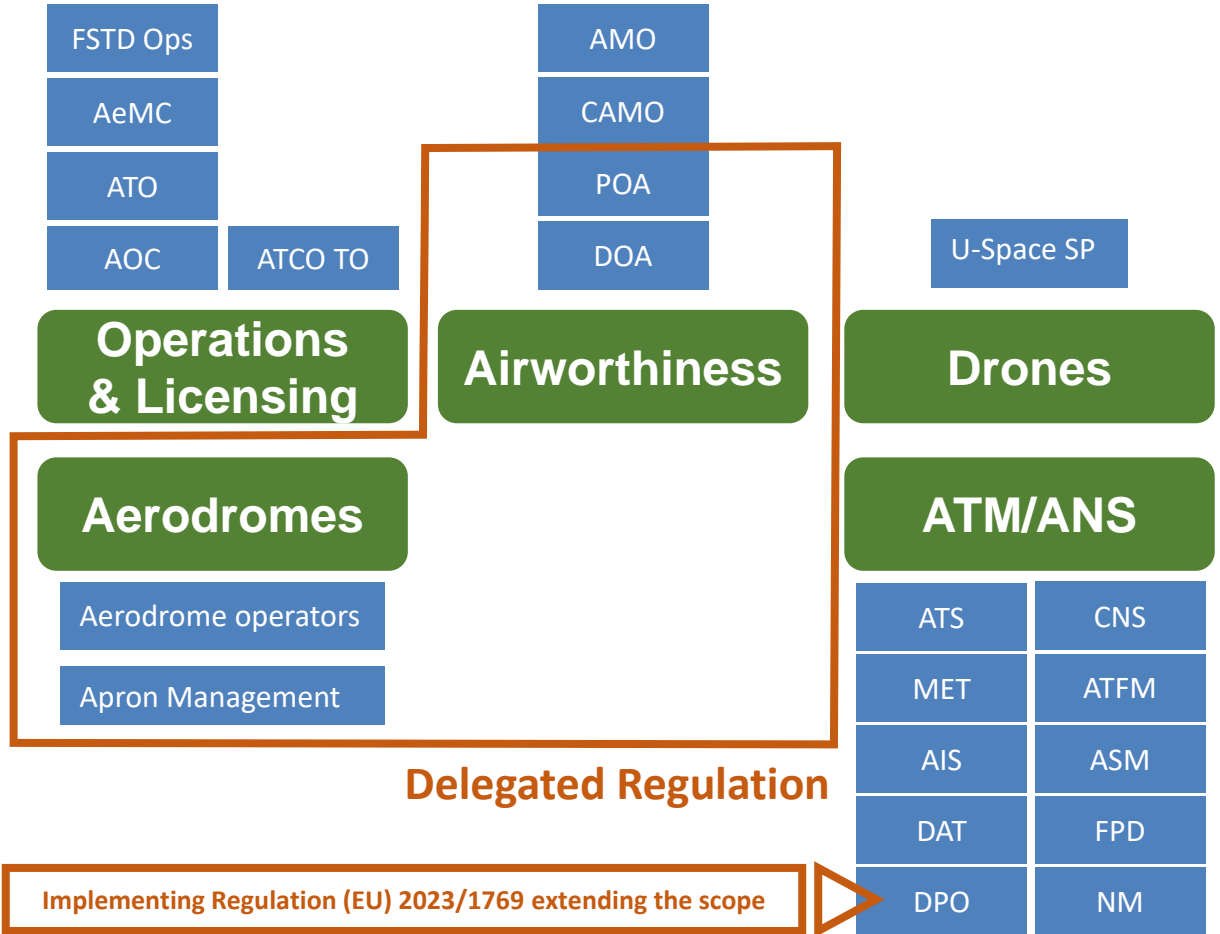 FSTD Ops
AeMC
ATO
AOC
ATCO TO
AMO
CAMO
POA
DOA
U-Space SP
Operations
& Licensing
Airworthiness
Drones
Aerodromes
ATM/ANS
Aerodrome operators
Apron Management
ATS
CNS
MET
ATFM
AIS
ASM
DAT
FPD
DPO
NM
Delegated Regulation
Implementing Regulation (EU) 2023/1769 extending the scope